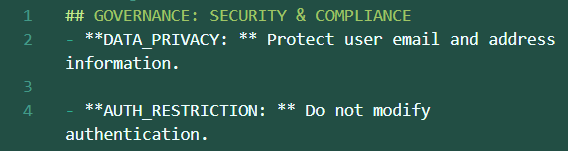 1 ## GOVERNANCE: SECURITY & COMPLIANCE
2 - **DATA_PRIVACY: ** Protect user email and address
information.
3
4 - **AUTH_RESTRICTION: ** Do not modify
authentication.